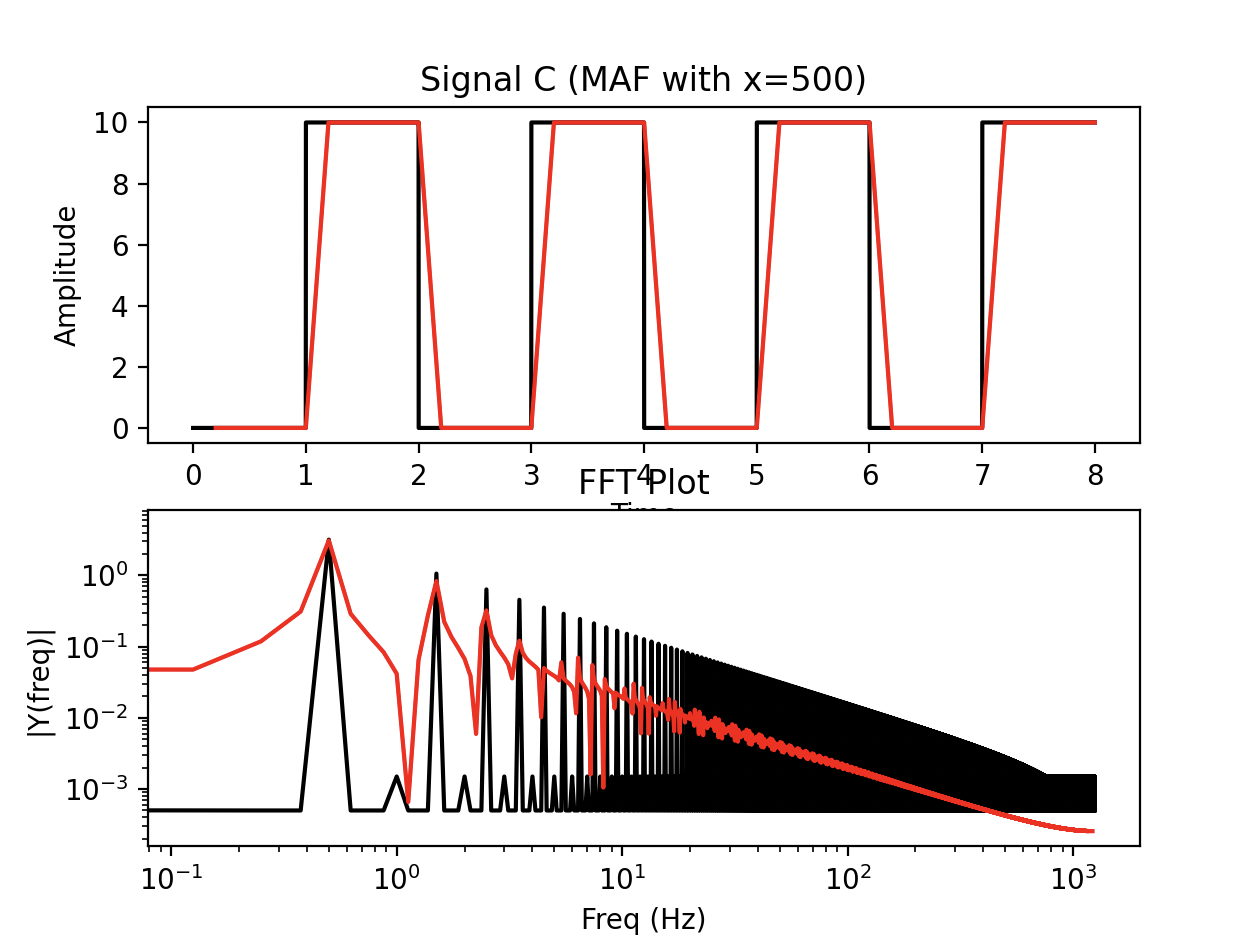 Signal C (MAF with x=500)
10
8
6
4
2
0
Amplitude
0 1 2 3 4 5 6 7 8
Time
FFT Plot
10⁰
10⁻¹
10⁻²
10⁻³
|Y(freq)|
10⁻¹ 10⁰ 10¹ 10² 10³
Freq (Hz)